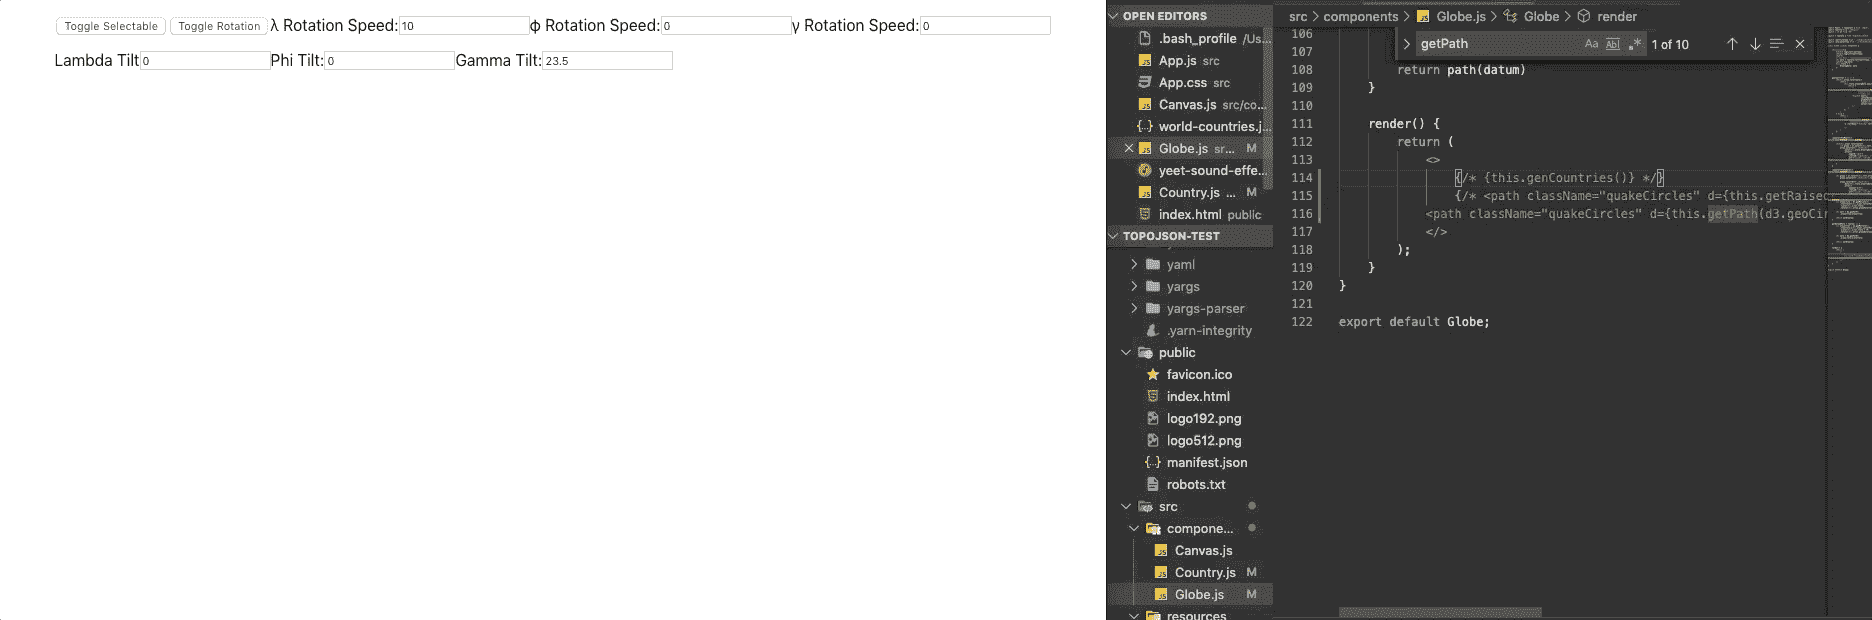 Toggle Selectable Toggle Rotation λ Rotation Speed: 10 ϕ Rotation Speed: 0 γ Rotation Speed: 0
Lambda Tilt 0 Phi Tilt: 0 Gamma Tilt: 23.5
OPEN EDITORS
.bash_profile /Us...
App.js src
App.css src
Canvas.js src/co...
world-countries.j...
Globe.js sr... M
yeet-sound-effe...
Country.js ... M
index.html public
TOPOJSON-TEST
yaml
yargs
yargs-parser
.yarn-integrity
public
favicon.ico
index.html
logo192.png
logo512.png
manifest.json
robots.txt
src
compone...
Canvas.js
Country.js M
Globe.js M
resources
src > components > JS Globe.js > Globe > render
getPath Aa Abl .* 1 of 10
106
107
108 return path(datum)
109 }
110
111 render() {
112 return (
113 <>
114 {/* {this.genCountries()} */}
115 {/* <path className="quakeCircles" d={this.getRaised
116 <path className="quakeCircles" d={this.getPath(d3.geoCir
117 </>
118 );
119 }
120 }
121
122 export default Globe;